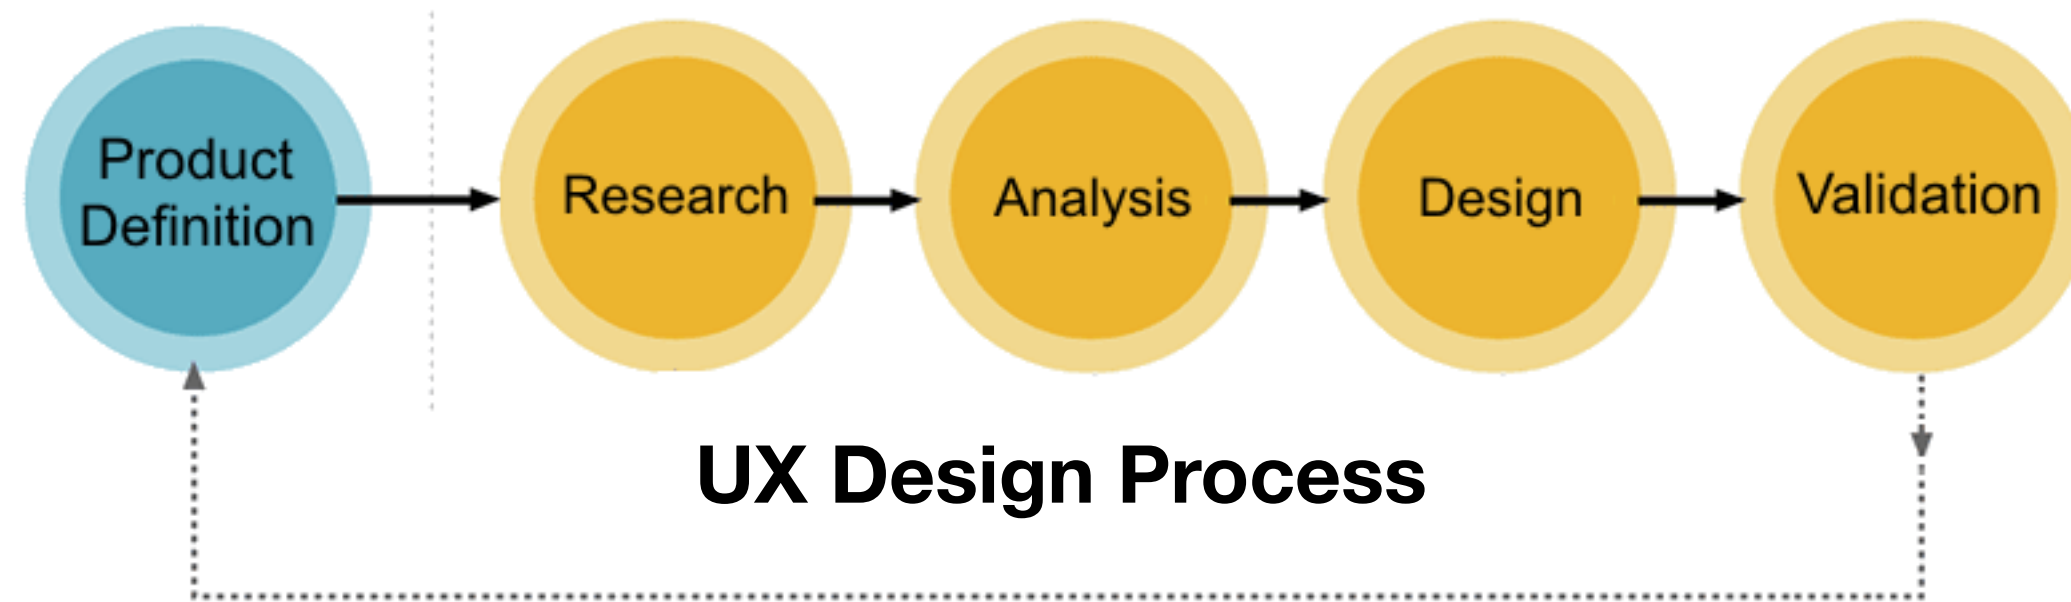 Product
Definition
Research
Analysis
Design
Validation
UX Design Process